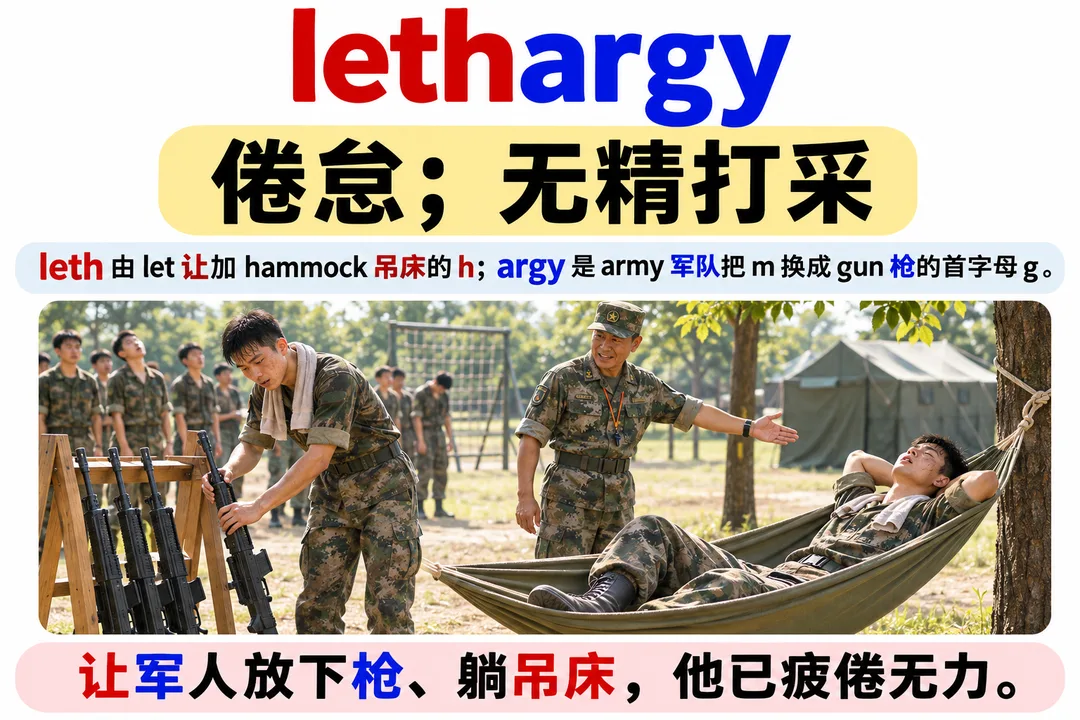 lethargy
倦怠；无精打采
leth 由 let 让加 hammock 吊床的 h；argy 是 army 军队把 m 换成 gun 枪的首字母 g。
让军人放下枪、躺吊床，他已疲倦无力。